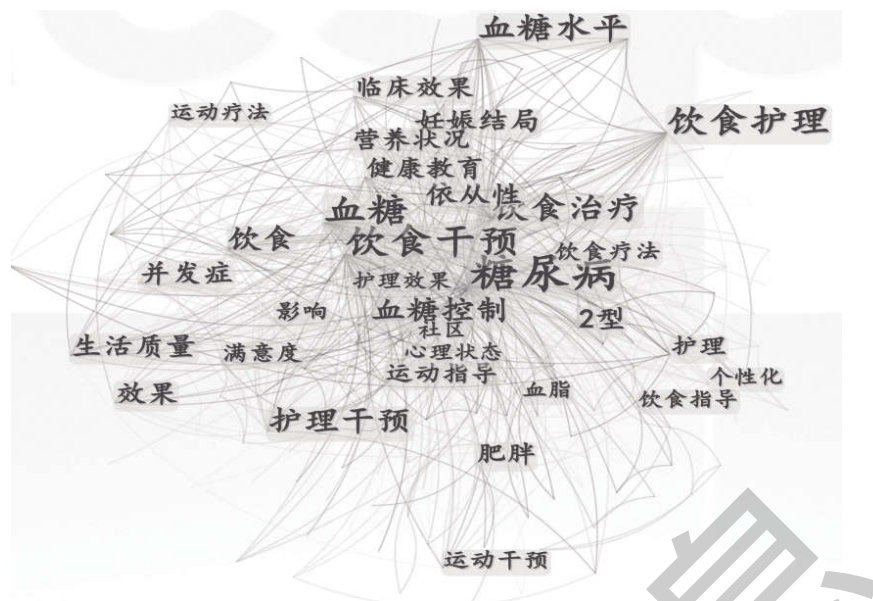 血糖水平
临床效果
运动疗法
妊娠结局
饮食护理
营养状况
健康教育
依从性
血糖
饮食治疗
饮食
饮食干预
饮食疗法
并发症
护理效果
糖尿病
影响
血糖控制
2型
社区
生活质量
满意度
心理状态
护理
运动指导
个性化
效果
血脂
饮食指导
护理干预
肥胖
运动干预